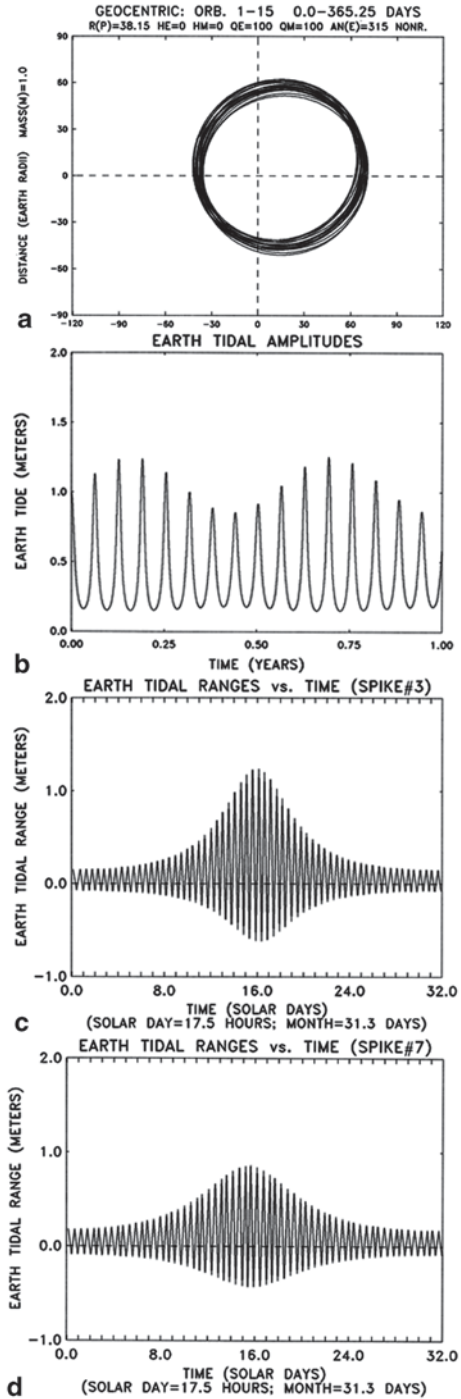 GEOCENTRIC: ORB. 1-15 0.0-365.25 DAYS
R(P)=38.15 HE=0 HM=0 QE=100 QM=100 AN(E)=315 NONR.
DISTANCE (EARTH RADII) MASS(M)=1.0
90
60
30
0
-30
-60
-90
-120 -90 -60 -30 0 30 60 90 120
a
EARTH TIDAL AMPLITUDES
EARTH TIDE (METERS)
2.0
1.5
1.0
0.5
0.0
0.00 0.25 0.50 0.75 1.00
TIME (YEARS)
b
EARTH TIDAL RANGES vs. TIME (SPIKE#3)
EARTH TIDAL RANGE (METERS)
2.0
1.0
0.0
-1.0
0.0 8.0 16.0 24.0 32.0
TIME (SOLAR DAYS)
(SOLAR DAY=17.5 HOURS; MONTH=31.3 DAYS)
c
EARTH TIDAL RANGES vs. TIME (SPIKE#7)
EARTH TIDAL RANGE (METERS)
2.0
1.0
0.0
-1.0
0.0 8.0 16.0 24.0 32.0
TIME (SOLAR DAYS)
(SOLAR DAY=17.5 HOURS; MONTH=31.3 DAYS)
d